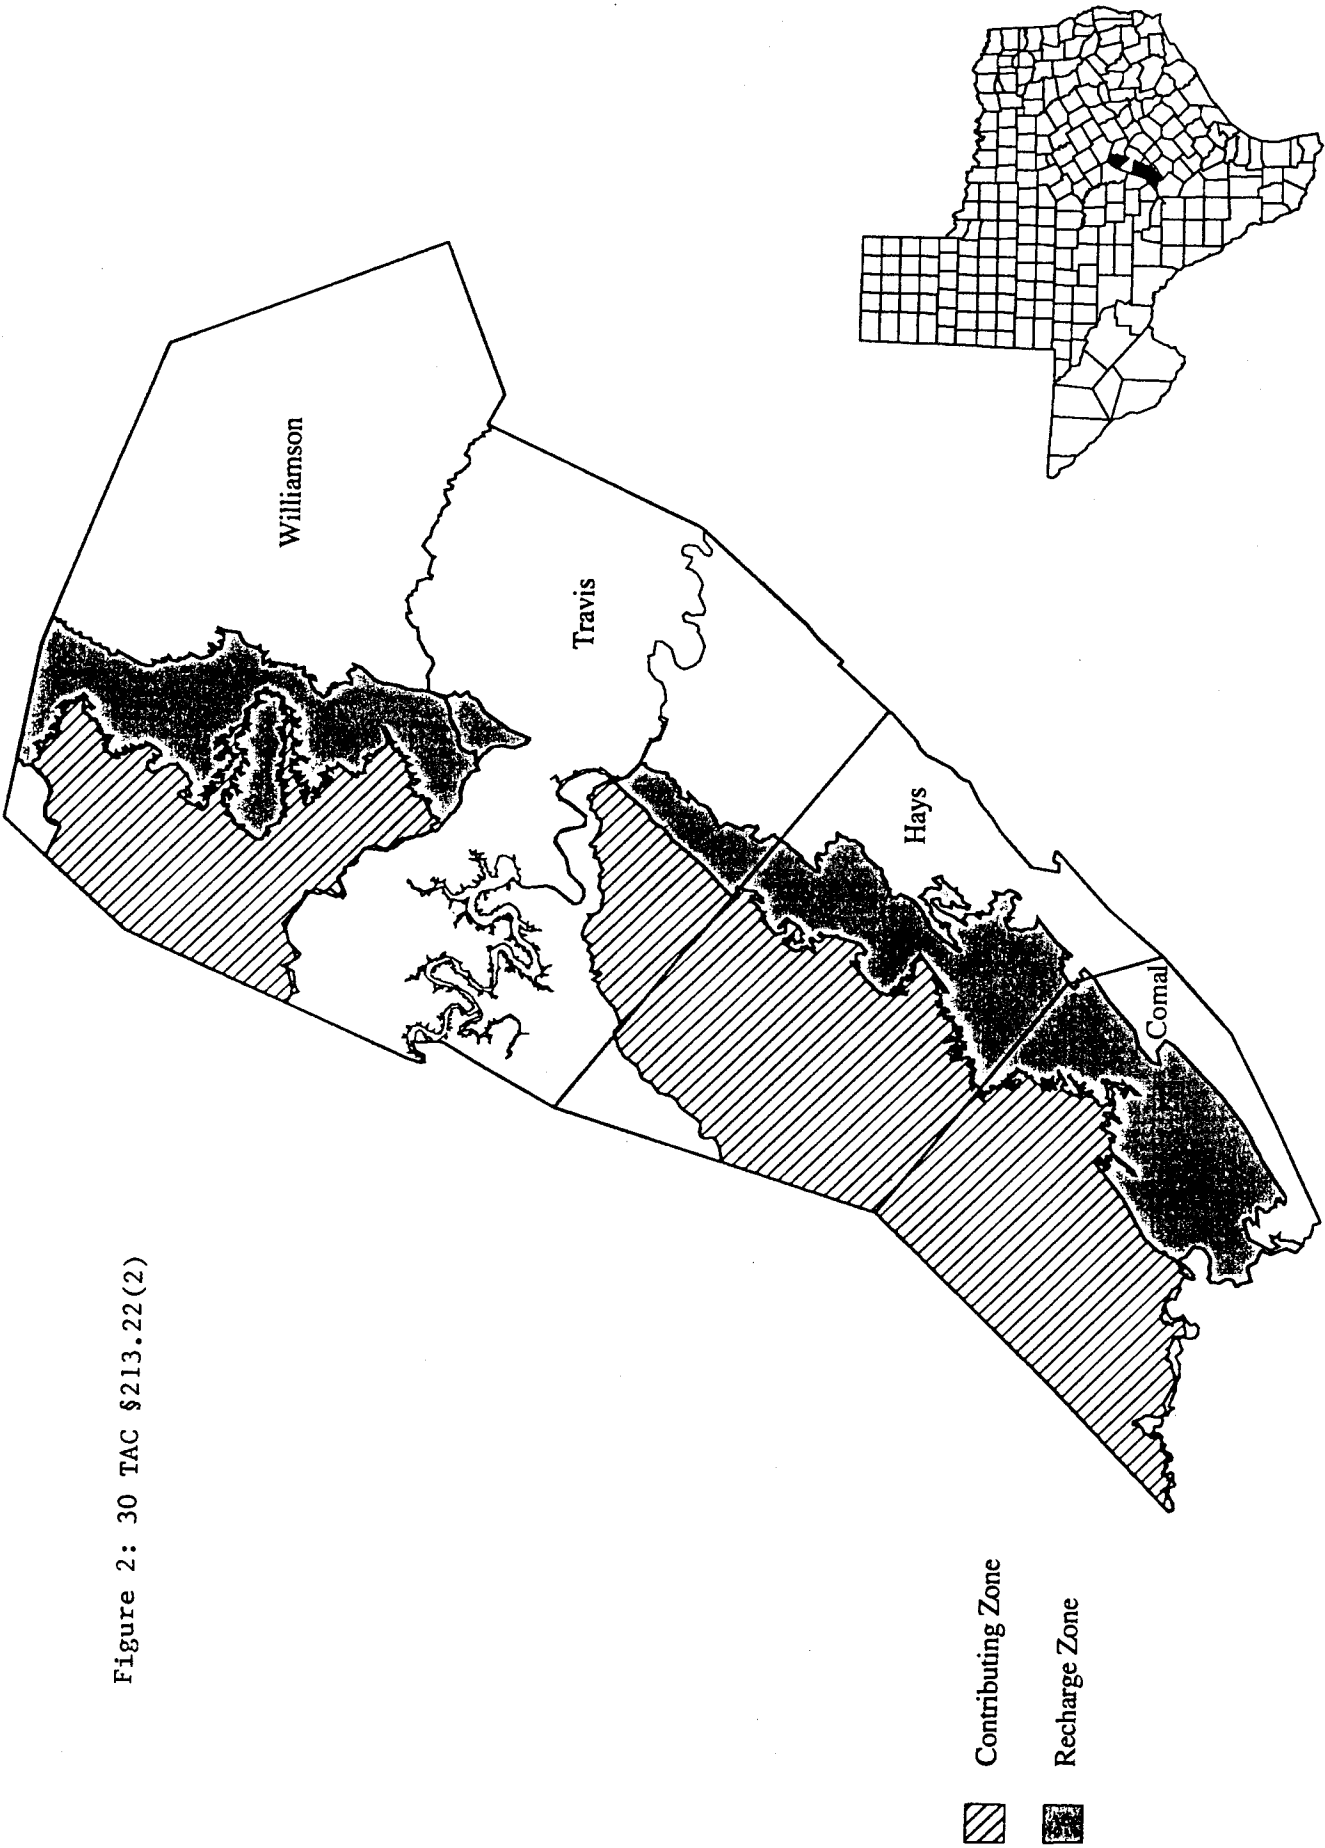 Figure 2: 30 TAC §213.22(2)
Williamson
Travis
Hays
Comal
Contributing Zone
Recharge Zone